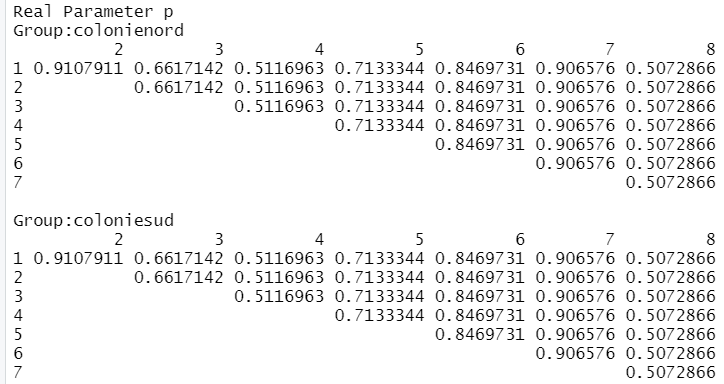 Real Parameter p
Group:colonienord
          2         3         4         5         6        7         8
1 0.9107911 0.6617142 0.5116963 0.7133344 0.8469731 0.906576 0.5072866
2           0.6617142 0.5116963 0.7133344 0.8469731 0.906576 0.5072866
3                     0.5116963 0.7133344 0.8469731 0.906576 0.5072866
4                               0.7133344 0.8469731 0.906576 0.5072866
5                                         0.8469731 0.906576 0.5072866
6                                                   0.906576 0.5072866
7                                                            0.5072866

Group:coloniesud
          2         3         4         5         6        7         8
1 0.9107911 0.6617142 0.5116963 0.7133344 0.8469731 0.906576 0.5072866
2           0.6617142 0.5116963 0.7133344 0.8469731 0.906576 0.5072866
3                     0.5116963 0.7133344 0.8469731 0.906576 0.5072866
4                               0.7133344 0.8469731 0.906576 0.5072866
5                                         0.8469731 0.906576 0.5072866
6                                                   0.906576 0.5072866
7                                                            0.5072866